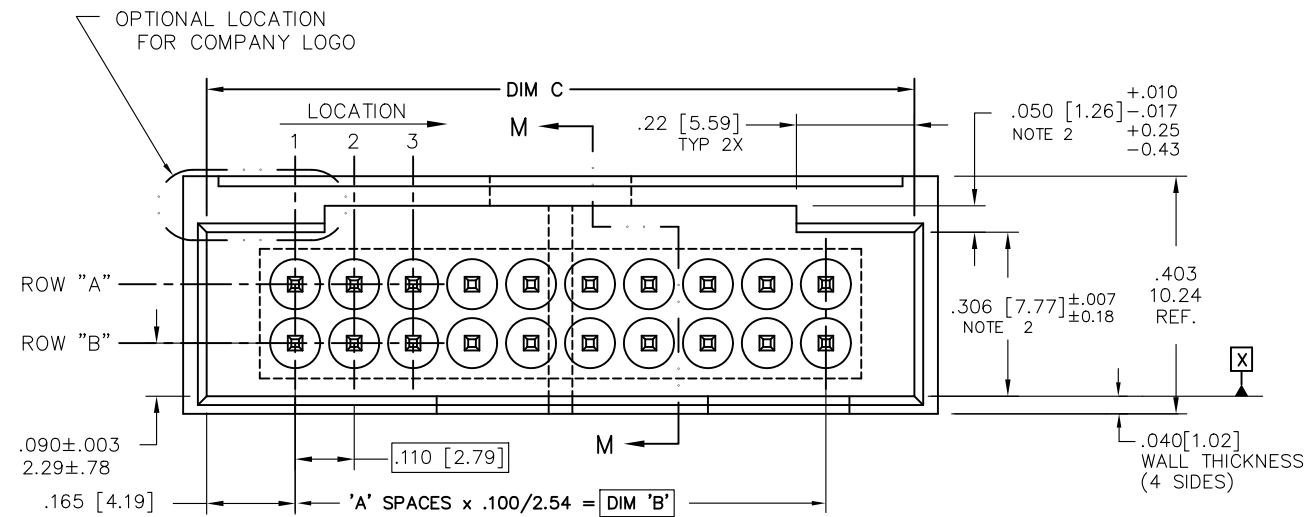 OPTIONAL LOCATION
FOR COMPANY LOGO
DIM C
LOCATION
1 2 3
M
.22 [5.59]
TYP 2X
.050 [1.26]
NOTE 2
+.010
-.017
+0.25
-0.43
ROW "A"
ROW "B"
.306 [7.77] ±.007
±0.18
NOTE 2
.403
10.24
REF.
X
.090±.003
2.29±.78
.110 [2.79]
M
.040[1.02]
WALL THICKNESS
(4 SIDES)
.165 [4.19]
'A' SPACES x .100/2.54 = DIM 'B'